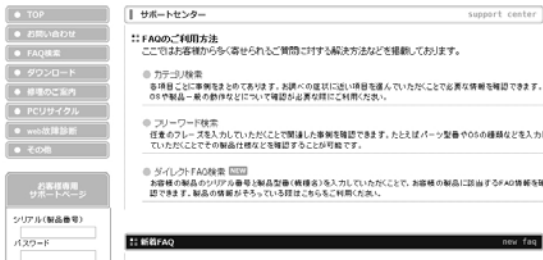 TOP
お問い合わせ
FAQ検索
ダウンロード
修理のご案内
PCリサイクル
web故障診断
その他
お客様専用
サポートページ
シリアル(製品番号)
パスワード
サポートセンター support center
FAQのご利用方法
ここではお客様から多く寄せられるご質問に対する解決方法などを掲載しております。
カテゴリ検索
各項目ごとに事例をまとめてあります。お調べの症状に近い項目を選んでいただくことで必要な情報を確認できます。
OSや製品一般の動作などについて確認が必要な際にご利用ください。
フリーワード検索
任意のフレーズを入力していただくことで関連した事例を確認できます。たとえばパーツ型番やOSの種類などを入力
していただくことでその製品仕様などを確認することが可能です。
ダイレクトFAQ検索 NEW
お客様の製品のシリアル番号と製品型番(機種名)を入力していただくことで、お客様の製品に該当するFAQ情報を確
認できます。製品の情報がそろっている際はこちらをご利用ください。
新着FAQ new faq